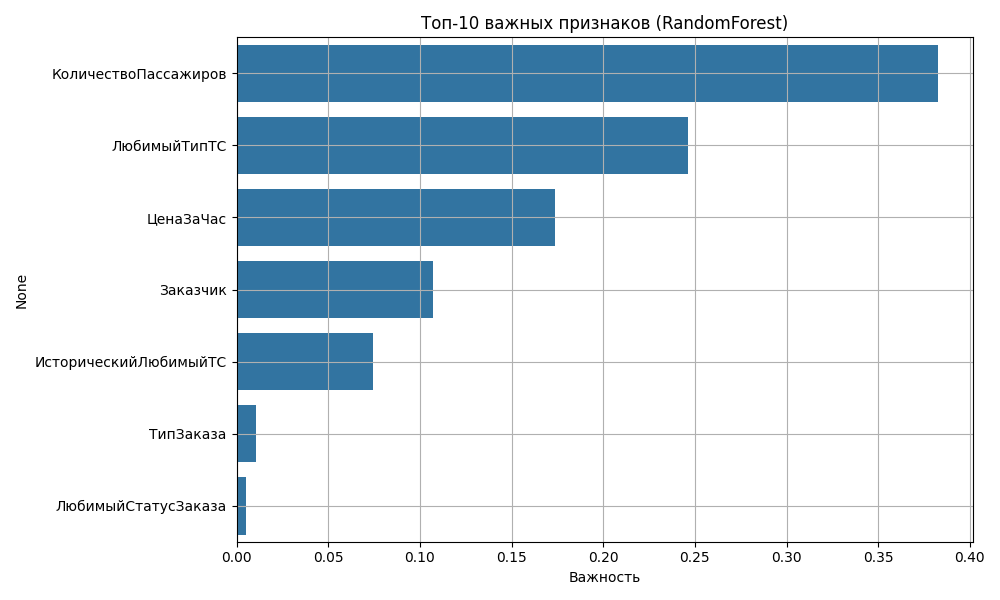 Топ-10 важных признаков (RandomForest)
КоличествоПассажиров
ЛюбимыйТипТС
ЦенаЗаЧас
Заказчик
ИсторическийЛюбимыйТС
ТипЗаказа
ЛюбимыйСтатусЗаказа
None
0.00 0.05 0.10 0.15 0.20 0.25 0.30 0.35 0.40
Важность